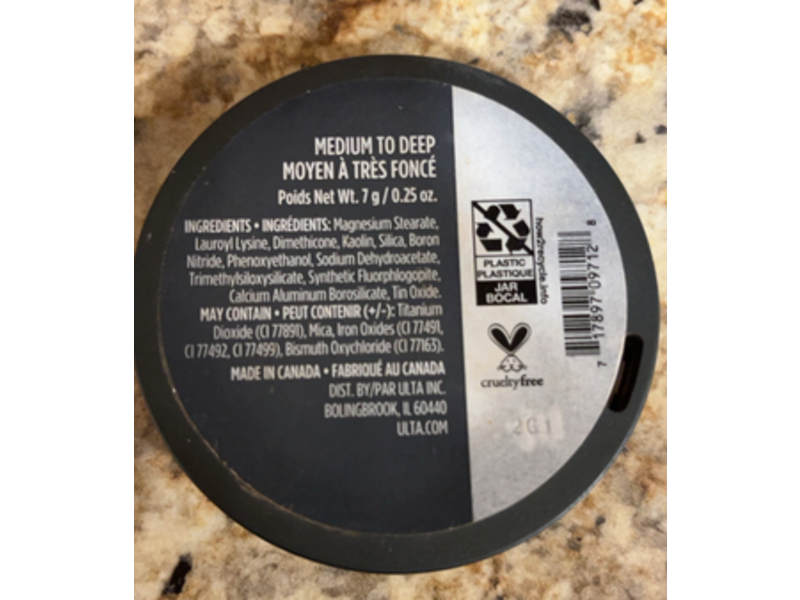 MEDIUM TO DEEP
MOYEN À TRÈS FONCÉ
Poids Net Wt. 7 g / 0.25 oz.
INGREDIENTS • INGRÉDIENTS: Magnesium Stearate,
Lauroyl Lysine, Dimethicone, Kaolin, Silica, Boron
Nitride, Phenoxyethanol, Sodium Dehydroacetate,
Trimethylsiloxysilicate, Synthetic Fluorphlogopite,
Calcium Aluminum Borosilicate, Tin Oxide.
MAY CONTAIN • PEUT CONTENIR (+/-): Titanium
Dioxide (CI 77891), Mica, Iron Oxides (CI 77491,
CI 77492, CI 77499), Bismuth Oxychloride (CI 77163).
MADE IN CANADA • FABRIQUÉ AU CANADA
DIST. BY/PAR ULTA INC.
BOLINGBROOK, IL 60440
ULTA.COM
PLASTIC
PLASTIQUE
JAR
BOCAL
how2recycle.info
crueltyfree
7 17897 09712 8
2G1